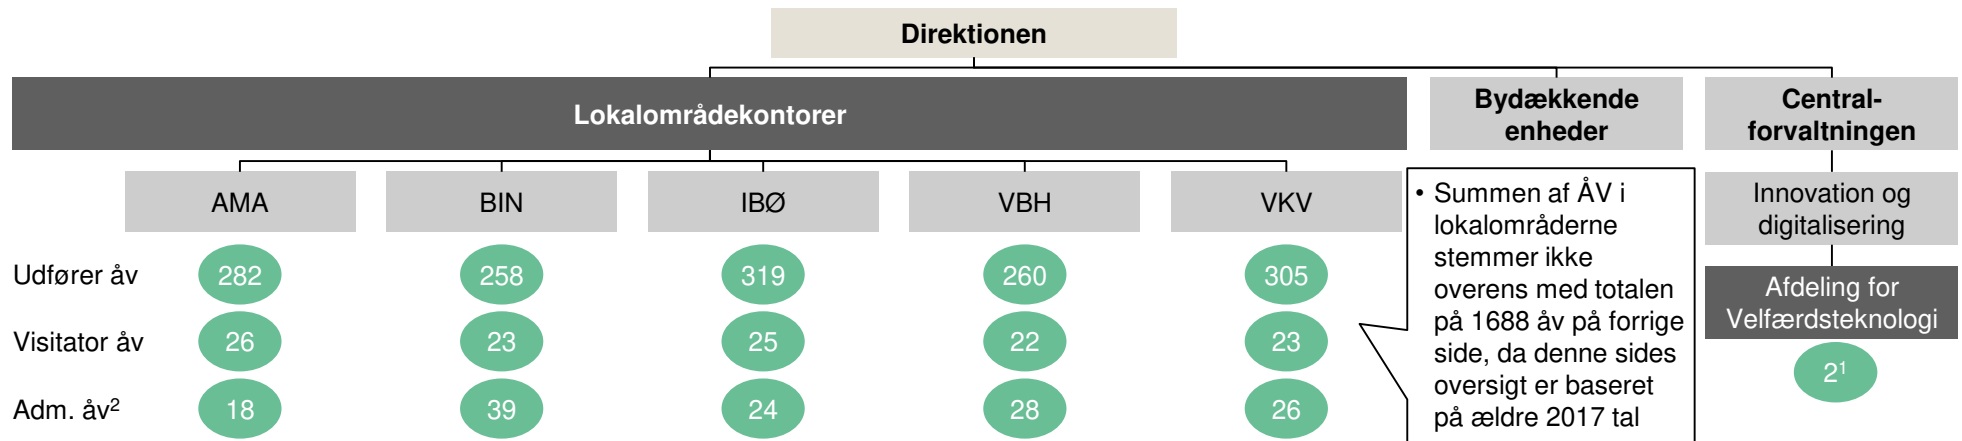 Direktionen
Lokalområdekontorer
Bydækkende
enheder
Central-
forvaltningen
AMA
BIN
IBØ
VBH
VKV
Innovation og
digitalisering
Afdeling for
Velfærdsteknologi
2¹
Udfører åv
282
258
319
260
305
Visitator åv
26
23
25
22
23
Adm. åv²
18
39
24
28
26
• Summen af ÅV i
lokalområderne
stemmer ikke
overens med totalen
på 1688 åv på forrige
side, da denne sides
oversigt er baseret
på ældre 2017 tal